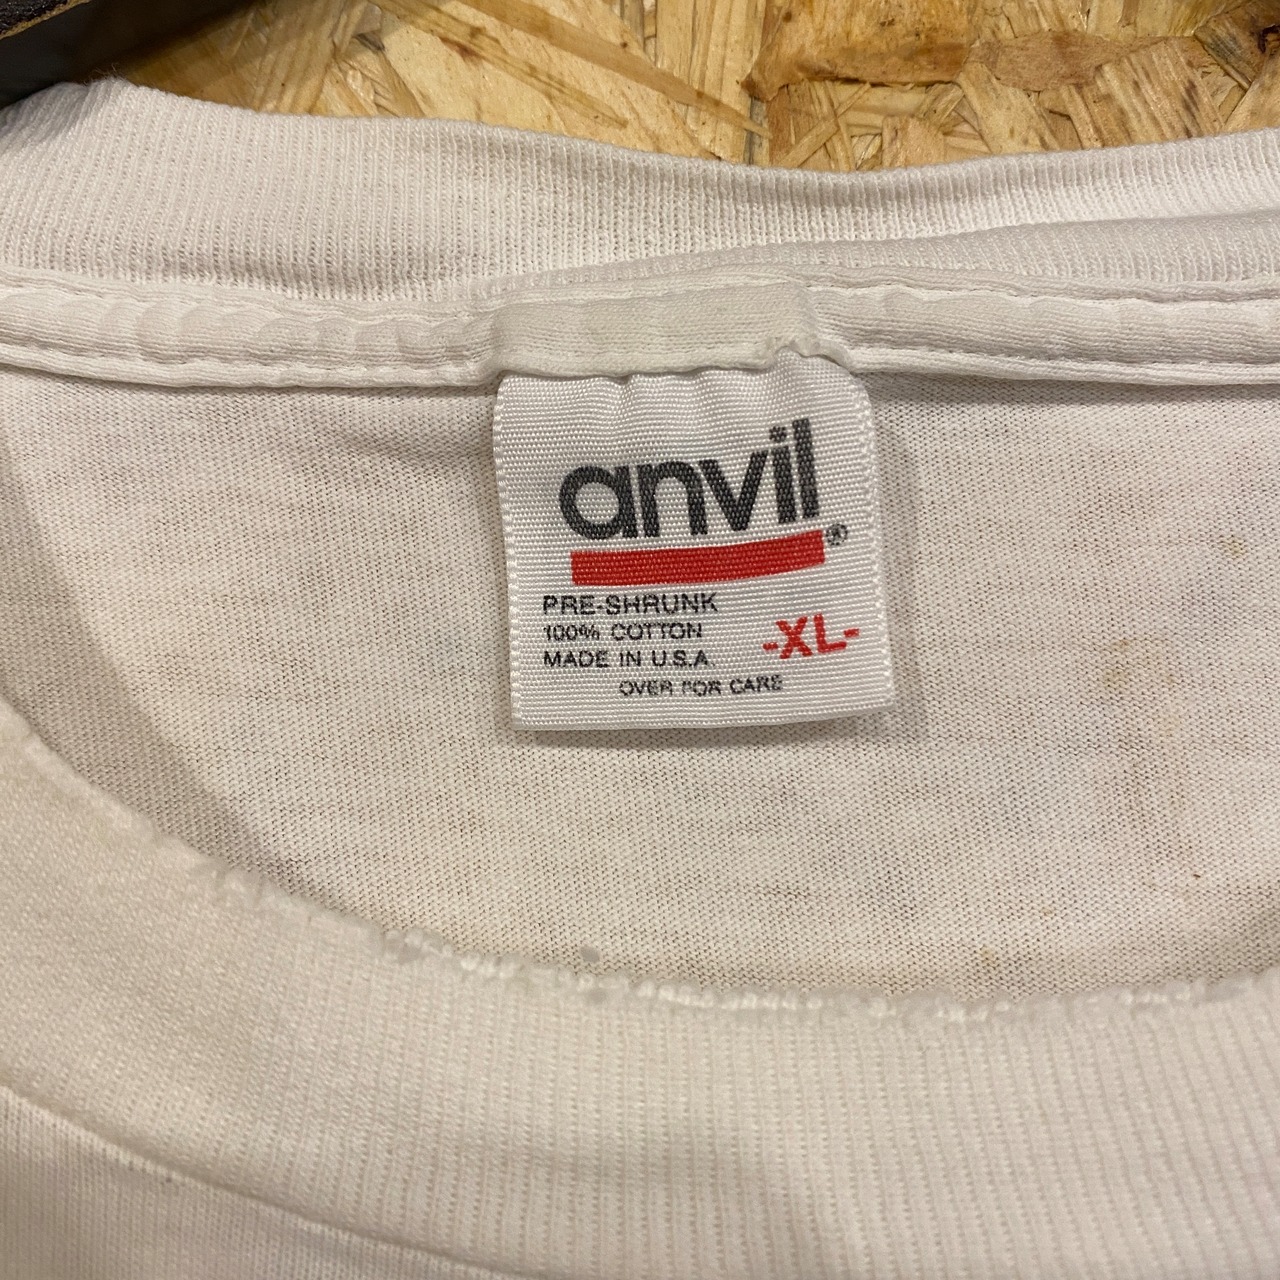 anvil®
PRE-SHRUNK
100% COTTON
MADE IN U.S.A.
-XL-
OVER FOR CARE